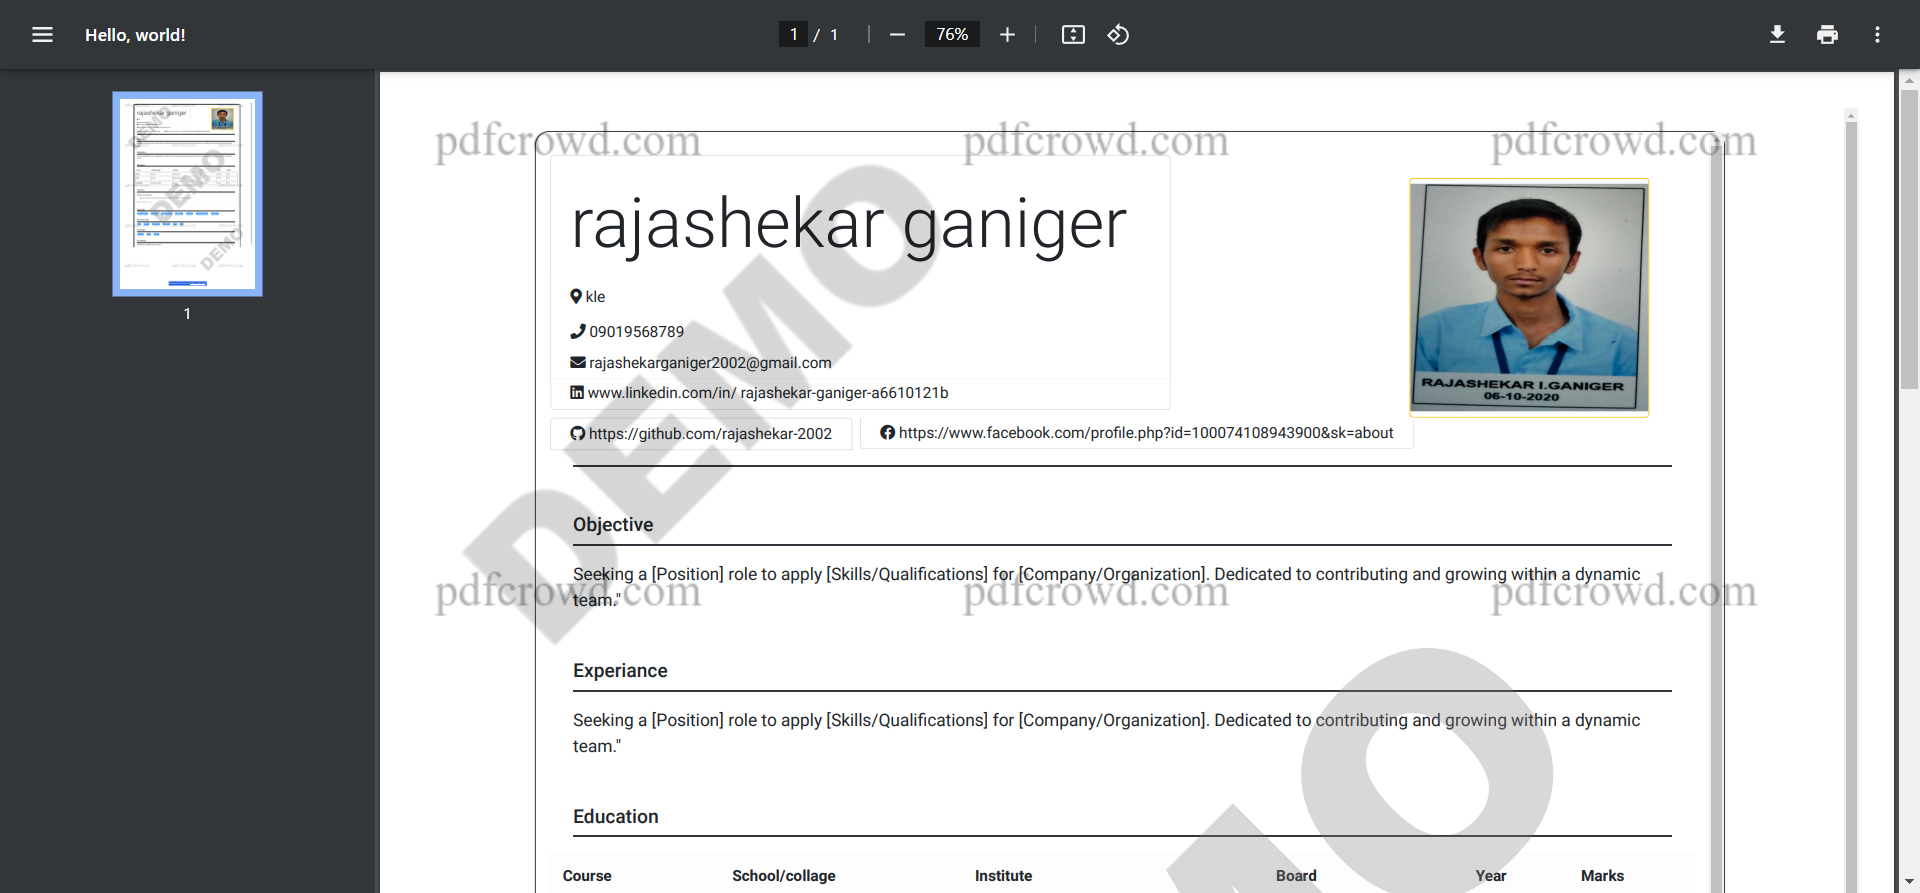 Hello, world!
1 / 1
76%
1
pdfcrowd.com pdfcrowd.com pdfcrowd.com
rajashekar ganiger
kle
09019568789
rajashekarganiger2002@gmail.com
www.linkedin.com/in/ rajashekar-ganiger-a6610121b
https://github.com/rajashekar-2002
https://www.facebook.com/profile.php?id=100074108943900&sk=about
RAJASHEKAR I.GANIGER
06-10-2020
DEMO
Objective
Seeking a [Position] role to apply [Skills/Qualifications] for [Company/Organization]. Dedicated to contributing and growing within a dynamic
team."
pdfcrowd.com pdfcrowd.com pdfcrowd.com
Experiance
Seeking a [Position] role to apply [Skills/Qualifications] for [Company/Organization]. Dedicated to contributing and growing within a dynamic
team."
Education
Course School/collage Institute Board Year Marks